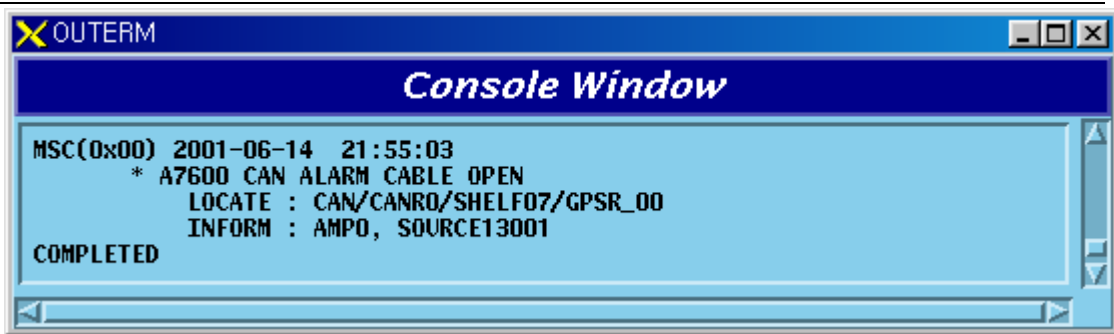 OUTERM
Console Window
MSC(0x00) 2001-06-14 21:55:03
* A7600 CAN ALARM CABLE OPEN
LOCATE : CAN/CANR0/SHELF07/GPSR_00
INFORM : AMP0, SOURCE13001
COMPLETED